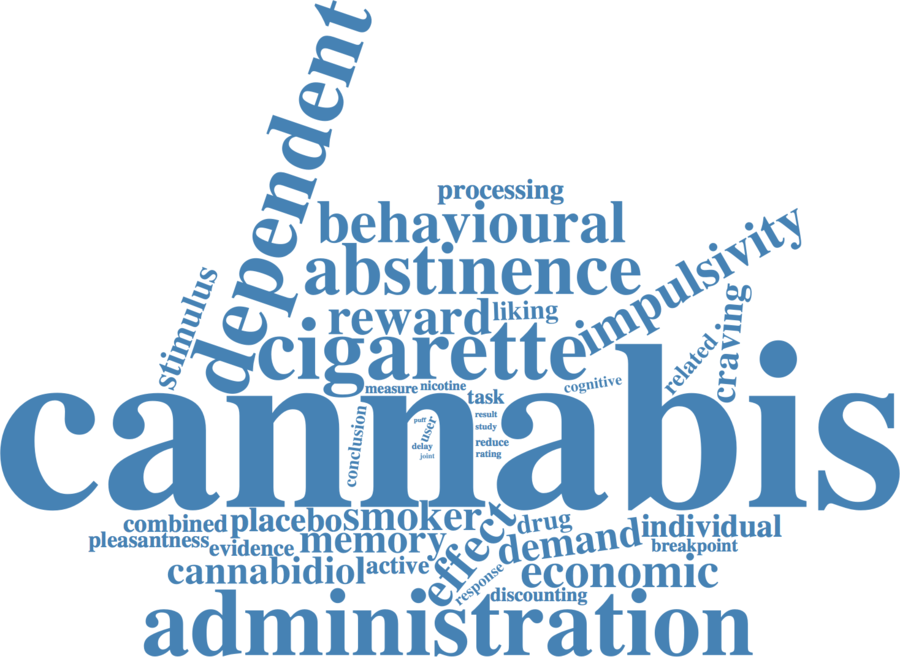 dependent
processing
behavioural
abstinence
impulsivity
stimulus
reward
liking
craving
cigarette
related
cognitive
measure
nicotine
task
cannabis
conclusion
puff
user
delay
joint
result
study
reduce
rating
combined
placebo
smoker
effect
drug
individual
pleasantness
evidence
memory
demand
breakpoint
cannabidiol
active
response
economic
discounting
administration